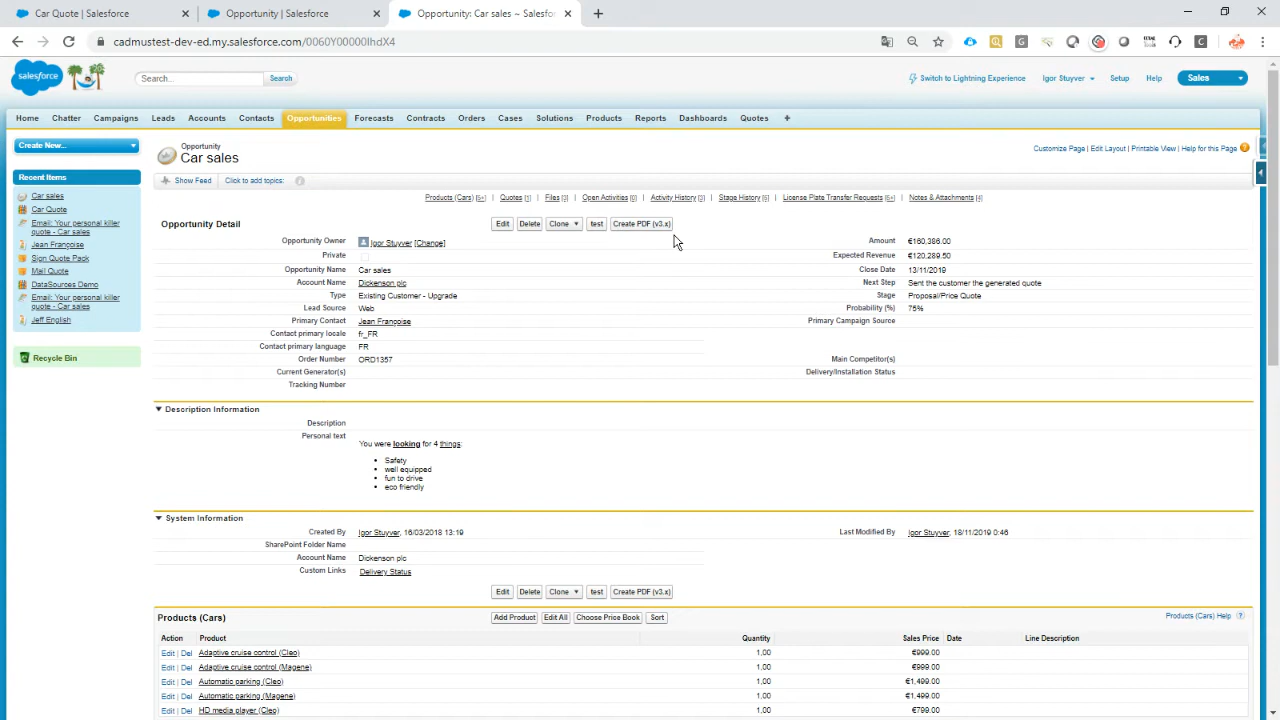 Car Quote | Salesforce
Opportunity | Salesforce
Opportunity: Car sales ~ Salesfor
cadmustest-dev-ed.my.salesforce.com/0060Y00000IhdX4
salesforce
Search...
Search
Switch to Lightning Experience
Igor Stuyver
Setup
Help
Sales
Home
Chatter
Campaigns
Leads
Accounts
Contacts
Opportunities
Forecasts
Contracts
Orders
Cases
Solutions
Products
Reports
Dashboards
Quotes
+
Create New...
Recent Items
Car sales
Car Quote
Email: Your personal killer
quote - Car sales
Jean Françoise
Sign Quote Pack
Mail Quote
DataSources Demo
Email: Your personal killer
quote - Car sales
Jeff English
Recycle Bin
Opportunity
Car sales
Customize Page | Edit Layout | Printable View | Help for this Page
Show Feed
Click to add topics:
Products (Cars) [5+] | Quotes [1] | Files [3] | Open Activities [0] | Activity History [3] | Stage History [5] | License Plate Transfer Requests [5+] | Notes & Attachments [4]
Opportunity Detail
Edit
Delete
Clone
test
Create PDF (v3.x)
Opportunity Owner Igor Stuyver [Change]
Amount €160,386.00
Private
Expected Revenue €120,289.50
Opportunity Name Car sales
Close Date 13/11/2019
Account Name Dickenson plc
Next Step Sent the customer the generated quote
Type Existing Customer - Upgrade
Stage Proposal/Price Quote
Lead Source Web
Probability (%) 75%
Primary Contact Jean Françoise
Primary Campaign Source
Contact primary locale fr_FR
Contact primary language FR
Order Number ORD1357
Main Competitor(s)
Current Generator(s)
Delivery/Installation Status
Tracking Number
Description Information
Description
Personal text
You were looking for 4 things:
Safety
well equipped
fun to drive
eco friendly
System Information
Created By Igor Stuyver, 16/03/2018 13:19
Last Modified By Igor Stuyver, 18/11/2019 0:46
SharePoint Folder Name
Account Name Dickenson plc
Custom Links Delivery Status
Edit
Delete
Clone
test
Create PDF (v3.x)
Products (Cars)
Add Product
Edit All
Choose Price Book
Sort
Products (Cars) Help
Action Product Quantity Sales Price Date Line Description
Edit | Del Adaptive cruise control (Cleo) 1.00 €999.00
Edit | Del Adaptive cruise control (Magene) 1.00 €999.00
Edit | Del Automatic parking (Cleo) 1.00 €1,499.00
Edit | Del Automatic parking (Magene) 1.00 €1,499.00
Edit | Del HD media player (Cleo) 1.00 €799.00